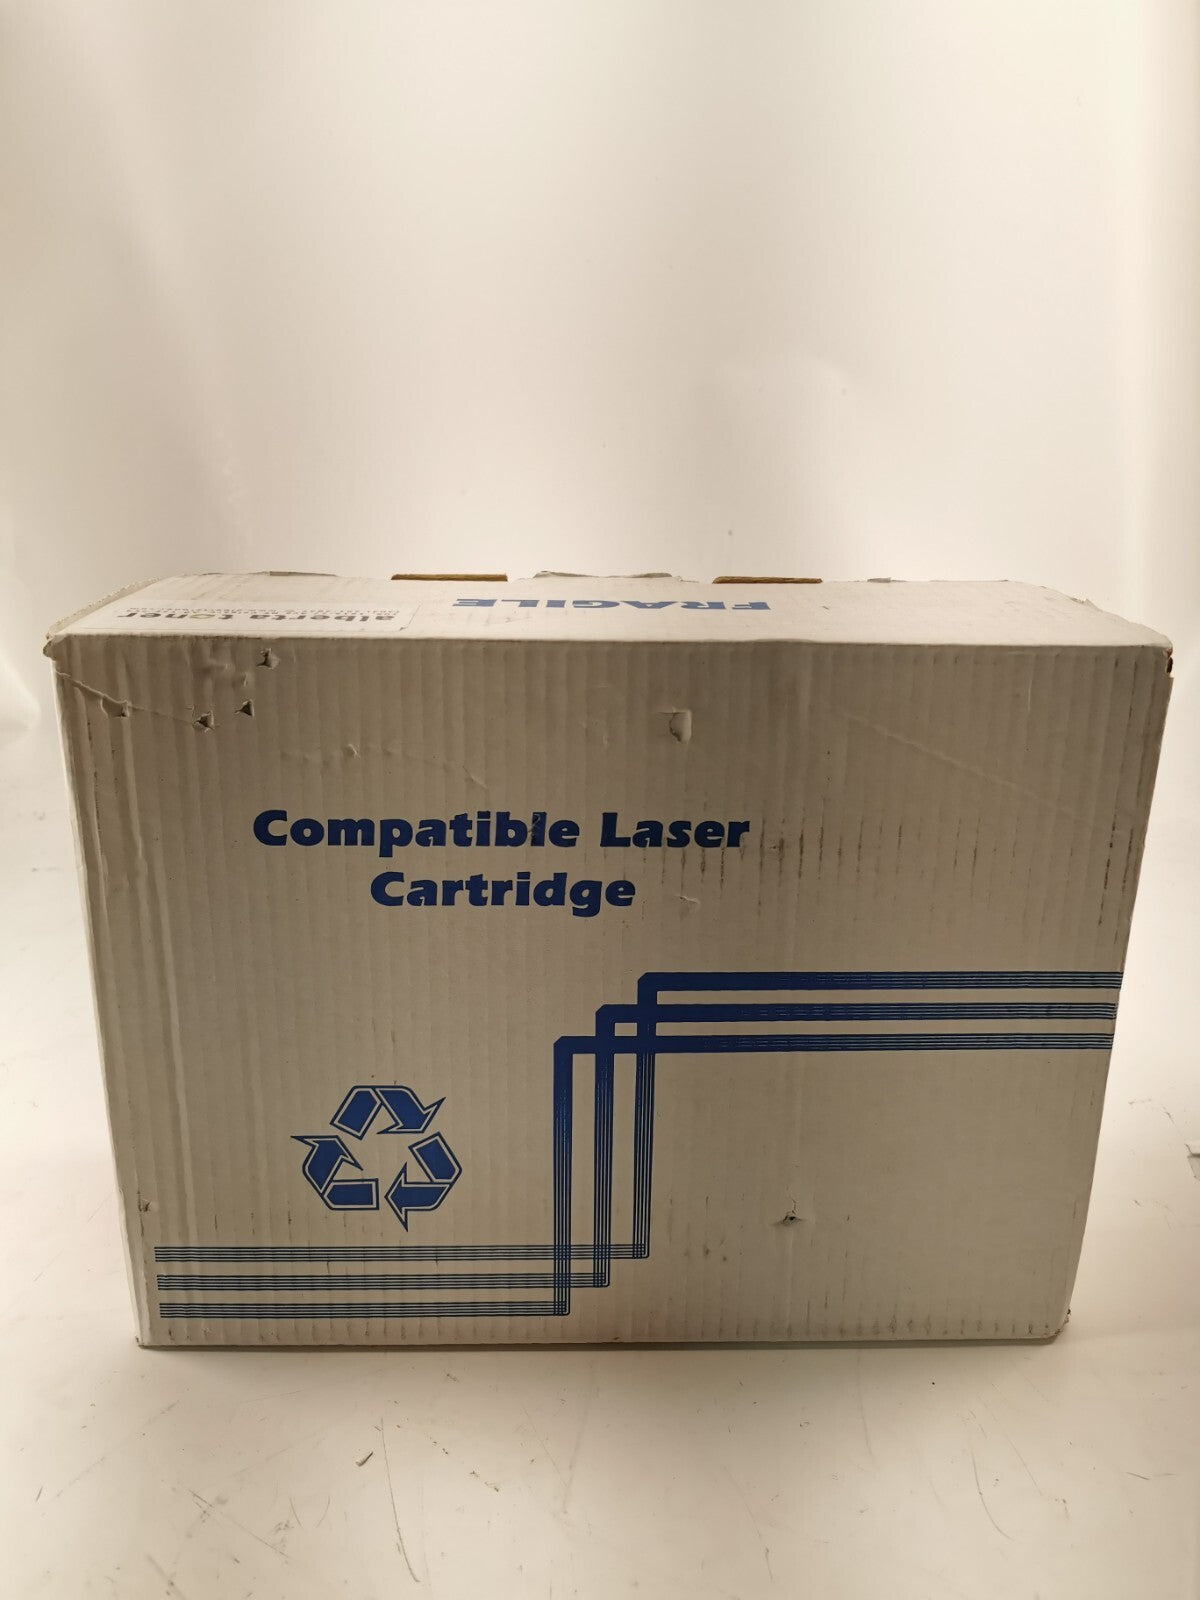 alberta toner
FRAGILE
Compatible Laser
Cartridge